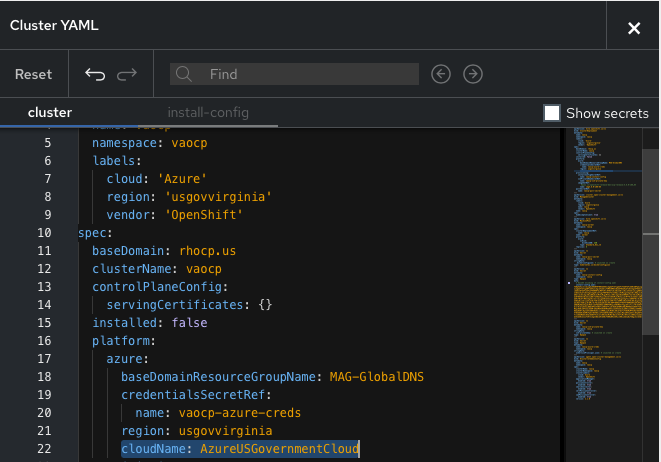 Cluster YAML
Reset
Find
cluster install-config Show secrets
5 namespace: vaocp
6 labels:
7 cloud: 'Azure'
8 region: 'usgovvirginia'
9 vendor: 'OpenShift'
10 spec:
11 baseDomain: rhocp.us
12 clusterName: vaocp
13 controlPlaneConfig:
14 servingCertificates: {}
15 installed: false
16 platform:
17 azure:
18 baseDomainResourceGroupName: MAG-GlobalDNS
19 credentialsSecretRef:
20 name: vaocp-azure-creds
21 region: usgovvirginia
22 cloudName: AzureUSGovernmentCloud